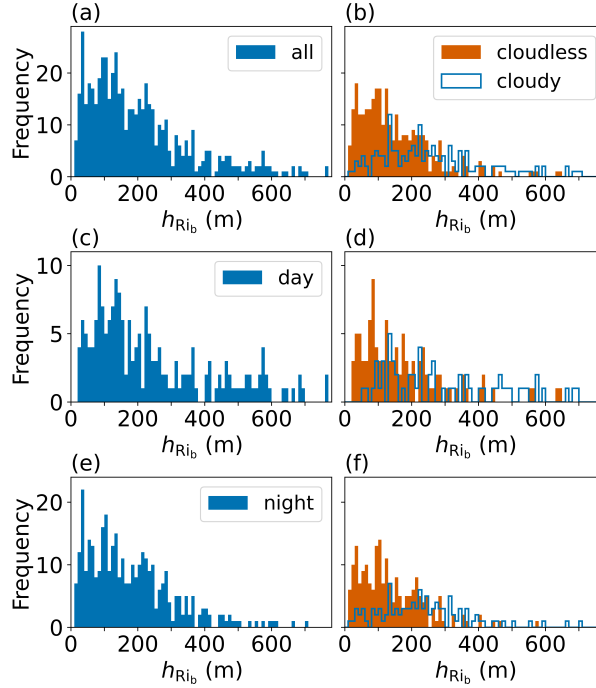 (a) (b)
all
cloudless
cloudy
Frequency
20
10
0
0 200 400 600
0 200 400 600
h_Ri_b (m) h_Ri_b (m)
(c) (d)
day
Frequency
10
5
0
0 200 400 600
0 200 400 600
h_Ri_b (m) h_Ri_b (m)
(e) (f)
night
Frequency
20
10
0
0 200 400 600
0 200 400 600
h_Ri_b (m) h_Ri_b (m)